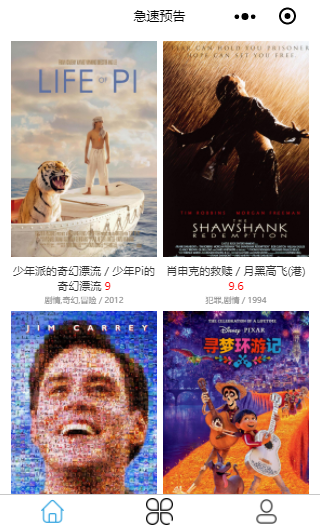 急速预告
LIFE OF PI
FEAR CAN HOLD YOU PRISONER
HOPE CAN SET YOU FREE.
TIM ROBBINS MORGAN FREEMAN
THE
SHAWSHANK
REDEMPTION
少年派的奇幻漂流 / 少年Pi的
奇幻漂流 9
剧情,奇幻,冒险 / 2012
肖申克的救赎 / 月黑高飞(港)
9.6
犯罪,剧情 / 1994
JIM CARREY
THE CELEBRATION OF A LIFETIME
Disney PIXAR
寻梦环游记